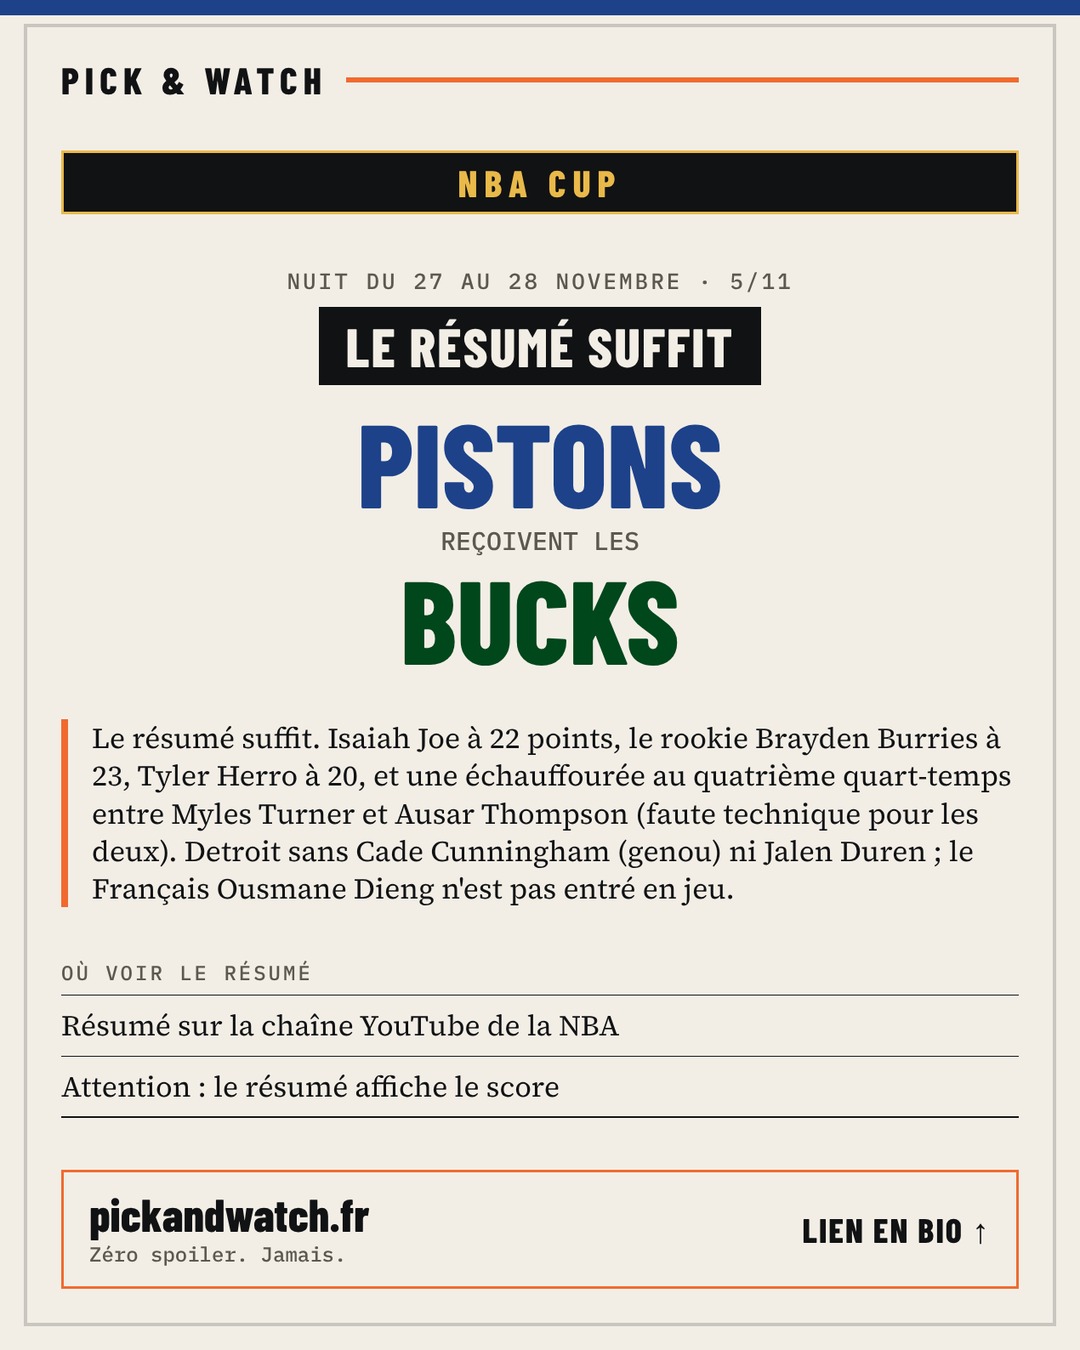 PICK & WATCH
NBA CUP
NUIT DU 27 AU 28 NOVEMBRE · 5/11
LE RÉSUMÉ SUFFIT
PISTONS
REÇOIVENT LES
BUCKS
Le résumé suffit. Isaiah Joe à 22 points, le rookie Brayden Burries à
23, Tyler Herro à 20, et une échauffourée au quatrième quart-temps
entre Myles Turner et Ausar Thompson (faute technique pour les
deux). Detroit sans Cade Cunningham (genou) ni Jalen Duren ; le
Français Ousmane Dieng n'est pas entré en jeu.
OÙ VOIR LE RÉSUMÉ
Résumé sur la chaîne YouTube de la NBA
Attention : le résumé affiche le score
pickandwatch.fr
Zéro spoiler. Jamais.
LIEN EN BIO ↑